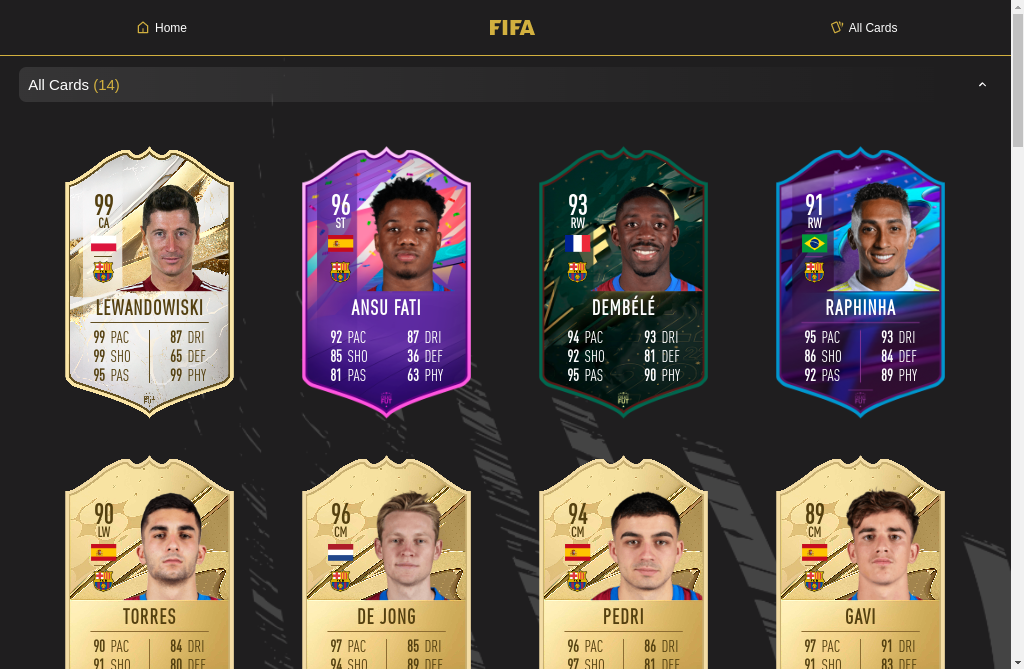 Home
FIFA
All Cards
All Cards (14)
99
CA
LEWANDOWISKI
99 PAC 87 DRI
99 SHO 65 DEF
95 PAS 99 PHY
96
ST
ANSU FATI
92 PAC 87 DRI
85 SHO 36 DEF
81 PAS 63 PHY
93
RW
DEMBÉLÉ
94 PAC 93 DRI
92 SHO 81 DEF
95 PAS 90 PHY
91
RW
RAPHINHA
95 PAC 93 DRI
86 SHO 84 DEF
92 PAS 89 PHY
90
LW
TORRES
90 PAC 84 DRI
91 SHO 80 DEF
96
CM
DE JONG
97 PAC 85 DRI
94 SHO 89 DEF
94
CM
PEDRI
96 PAC 86 DRI
97 SHO 81 DEF
89
CM
GAVI
97 PAC 91 DRI
91 SHO 83 DEF